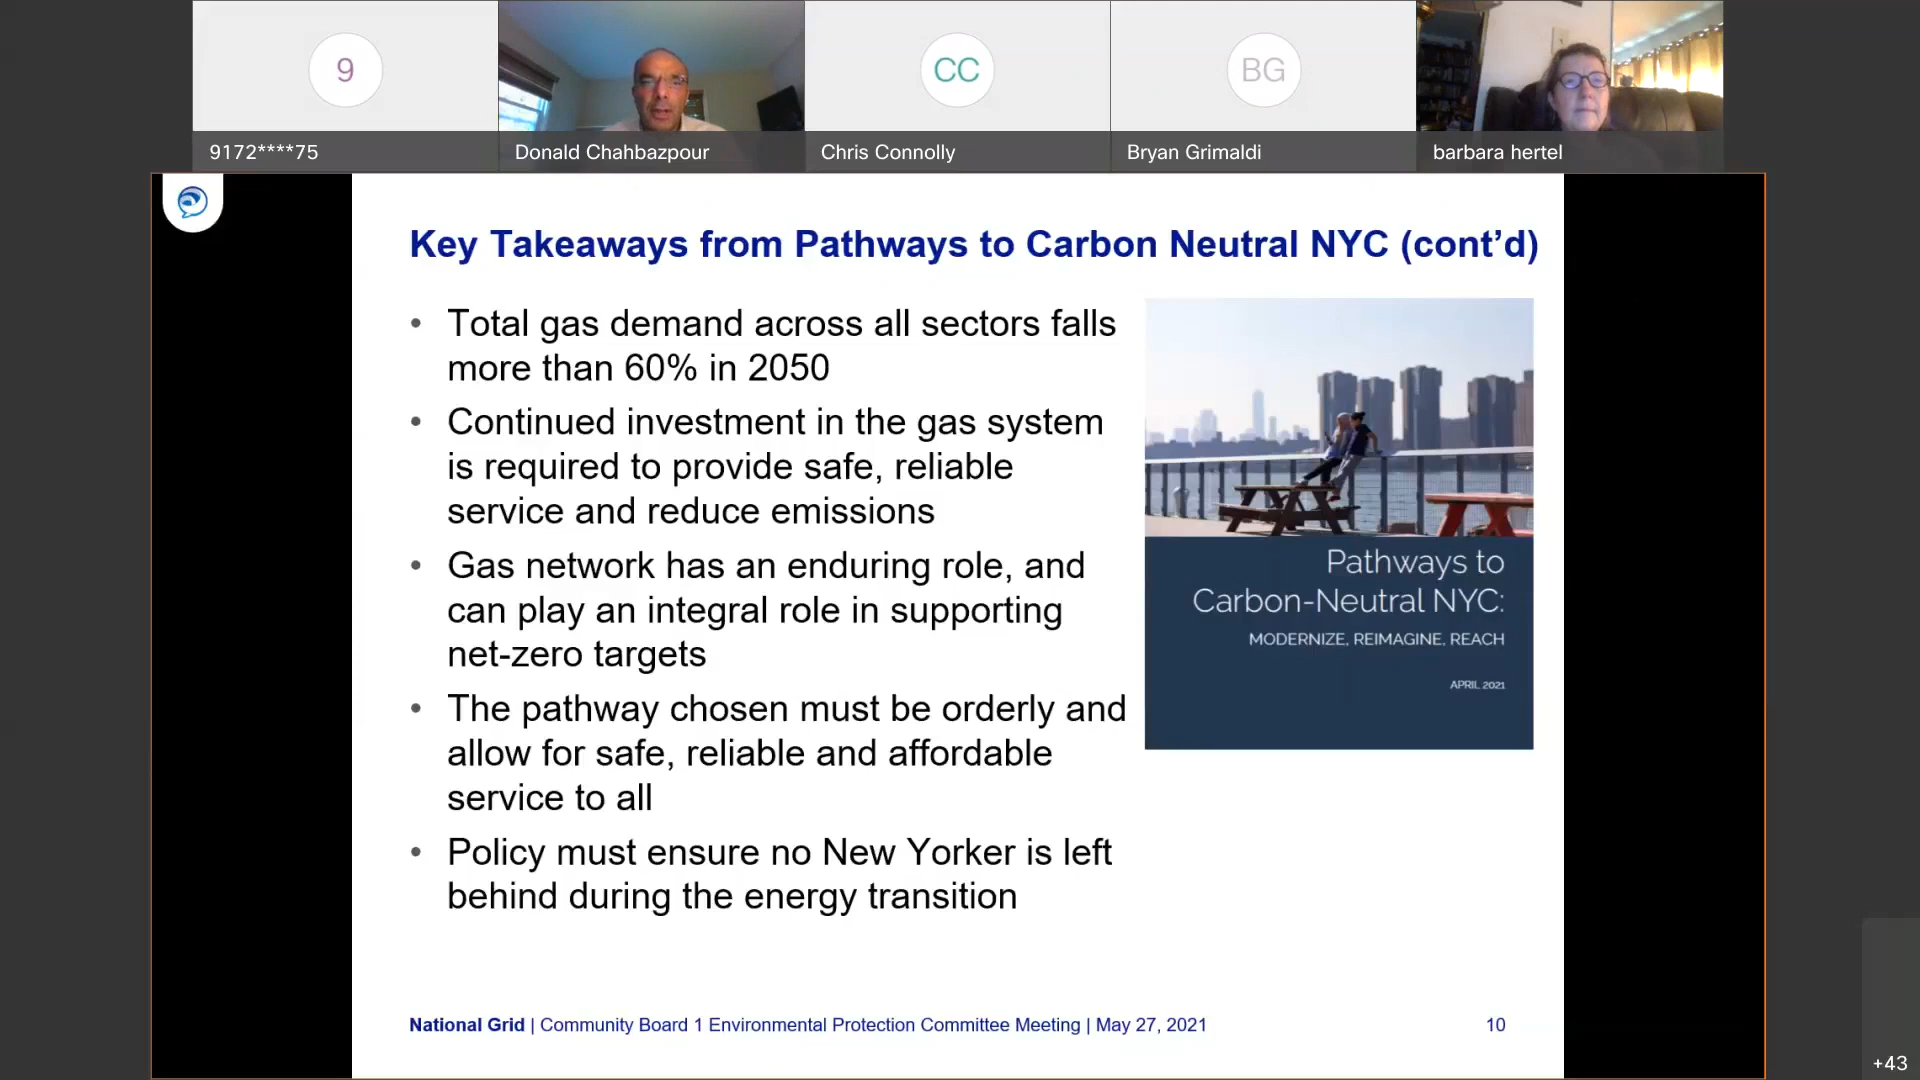 9
CC
BG
9172****75
Donald Chahbazpour
Chris Connolly
Bryan Grimaldi
barbara hertel
Key Takeaways from Pathways to Carbon Neutral NYC (cont’d)
• Total gas demand across all sectors falls
more than 60% in 2050
• Continued investment in the gas system
is required to provide safe, reliable
service and reduce emissions
• Gas network has an enduring role, and
can play an integral role in supporting
net-zero targets
• The pathway chosen must be orderly and
allow for safe, reliable and affordable
service to all
• Policy must ensure no New Yorker is left
behind during the energy transition
Pathways to
Carbon-Neutral NYC:
MODERNIZE, REIMAGINE, REACH
APRIL 2021
National Grid | Community Board 1 Environmental Protection Committee Meeting | May 27, 2021
10
+43